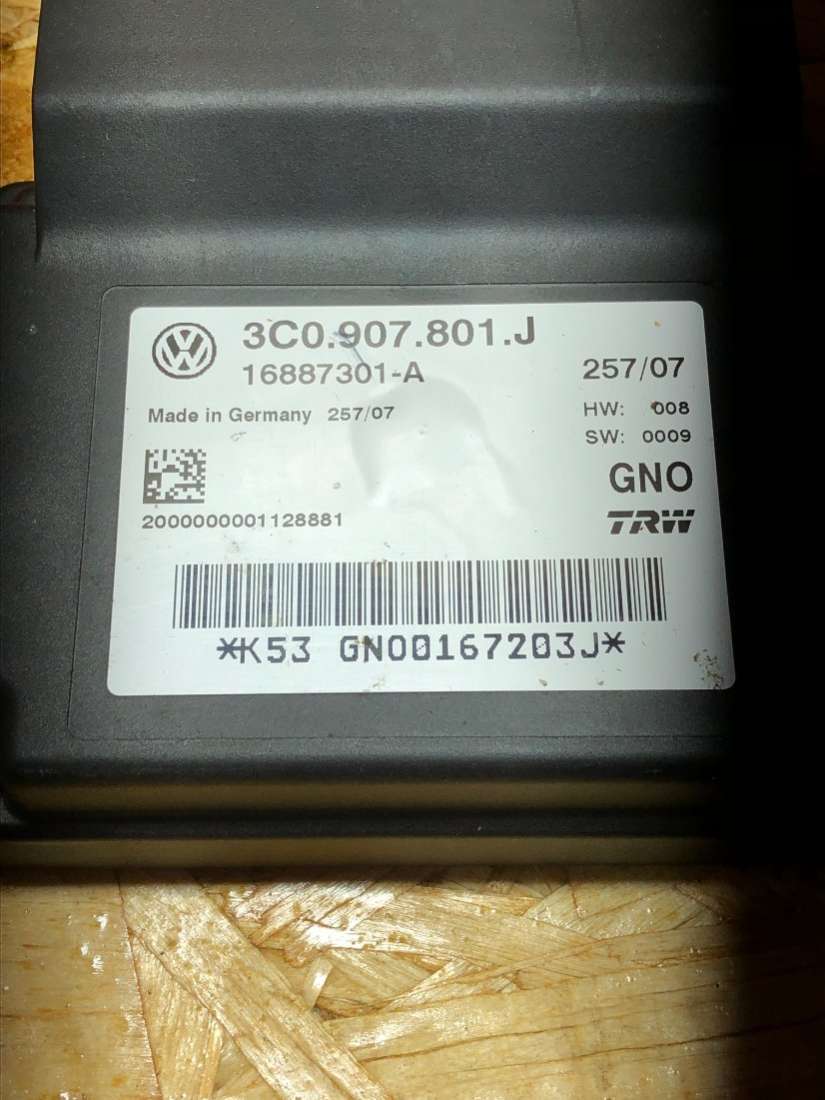 3C0.907.801.J
16887301-A
257/07
Made in Germany 257/07
HW: 008
SW: 0009
GNO
2000000001128881
TRW
*K53 GNO0167203J*